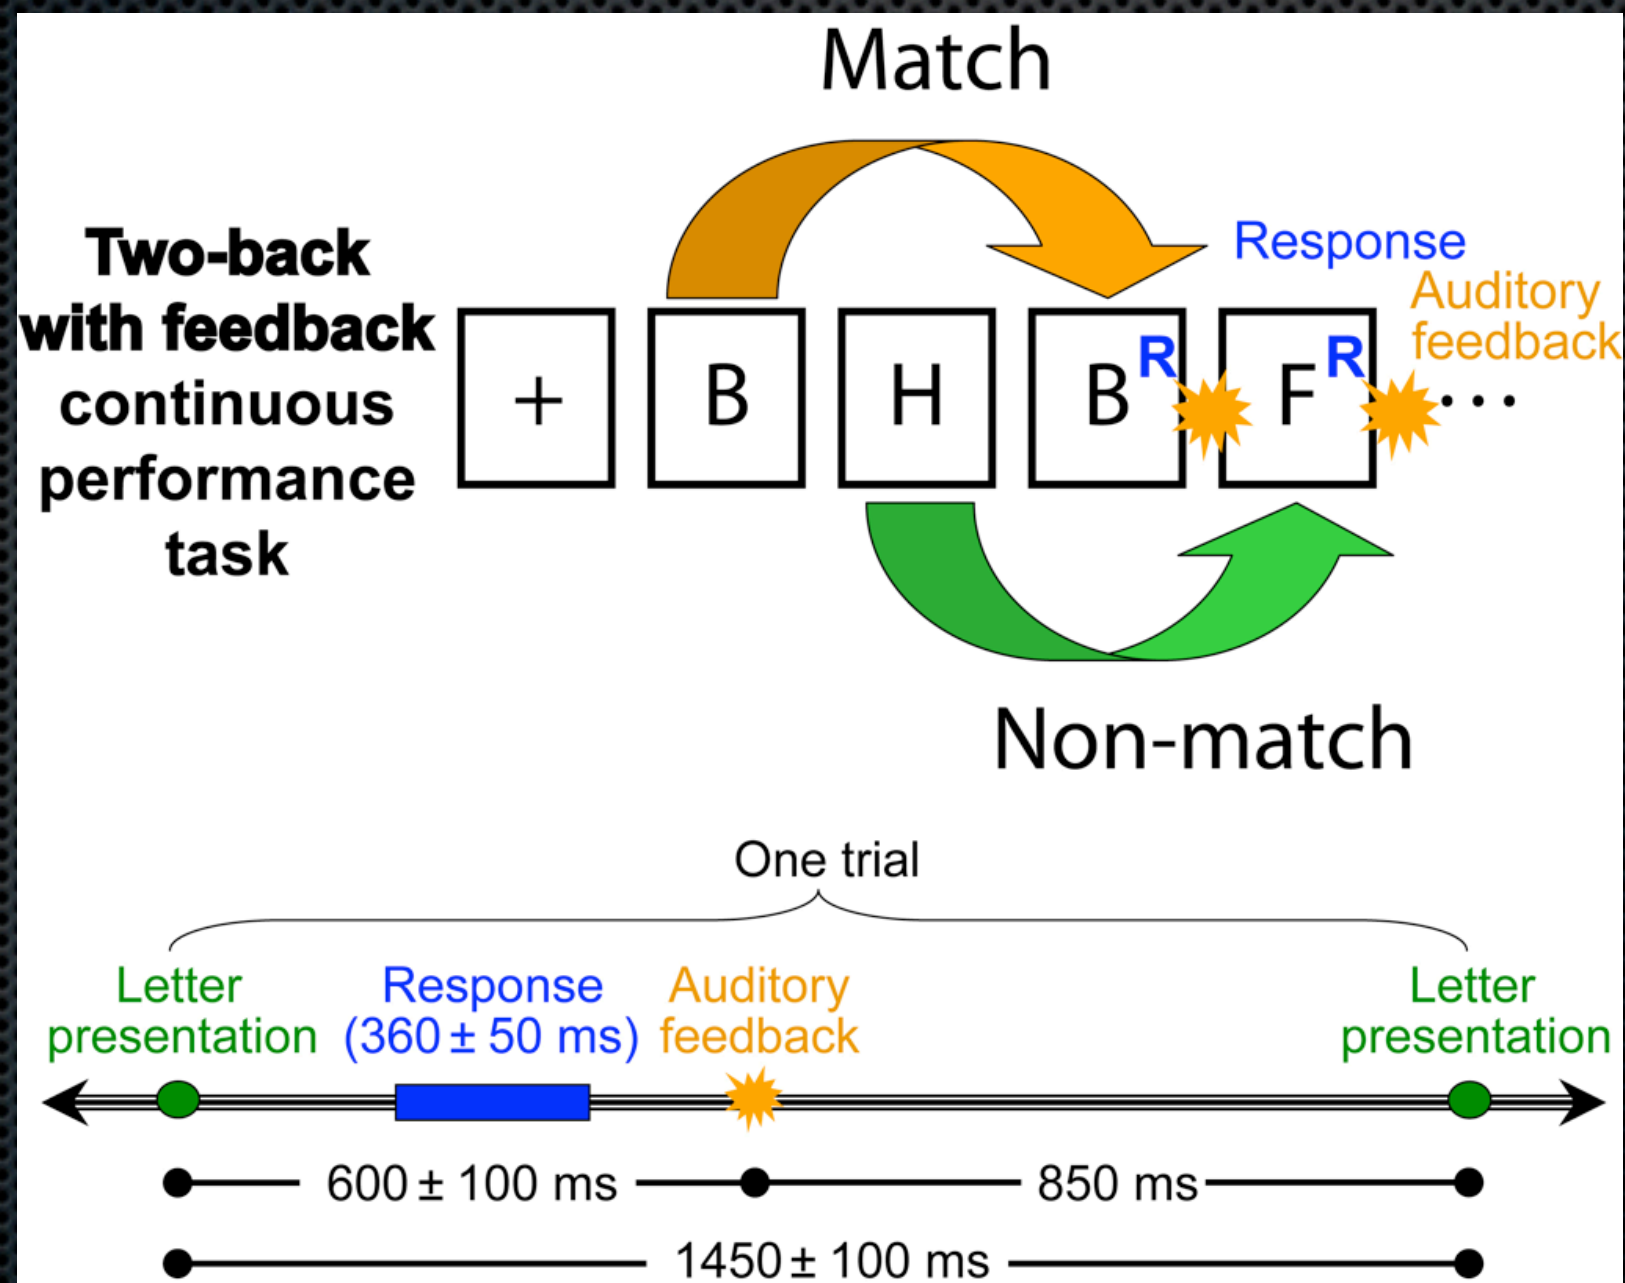 Match
Two-back
with feedback
continuous
performance
task
Response
Auditory
feedback
+
B
H
B R
F R
...
Non-match
One trial
Letter
presentation
Response
(360 ± 50 ms)
Auditory
feedback
Letter
presentation
600 ± 100 ms
850 ms
1450 ± 100 ms